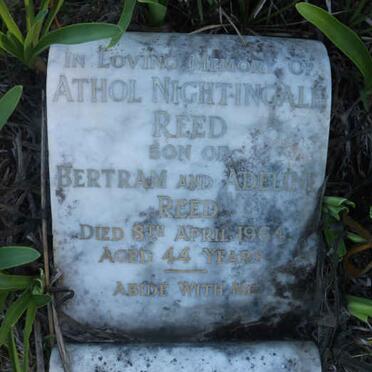 In Loving Memory Of
Athol Nightingale
Reed
Son of
Bertram and Adeline
Reed
Died 8th April 1964
Aged 44 Years
Abide With Me